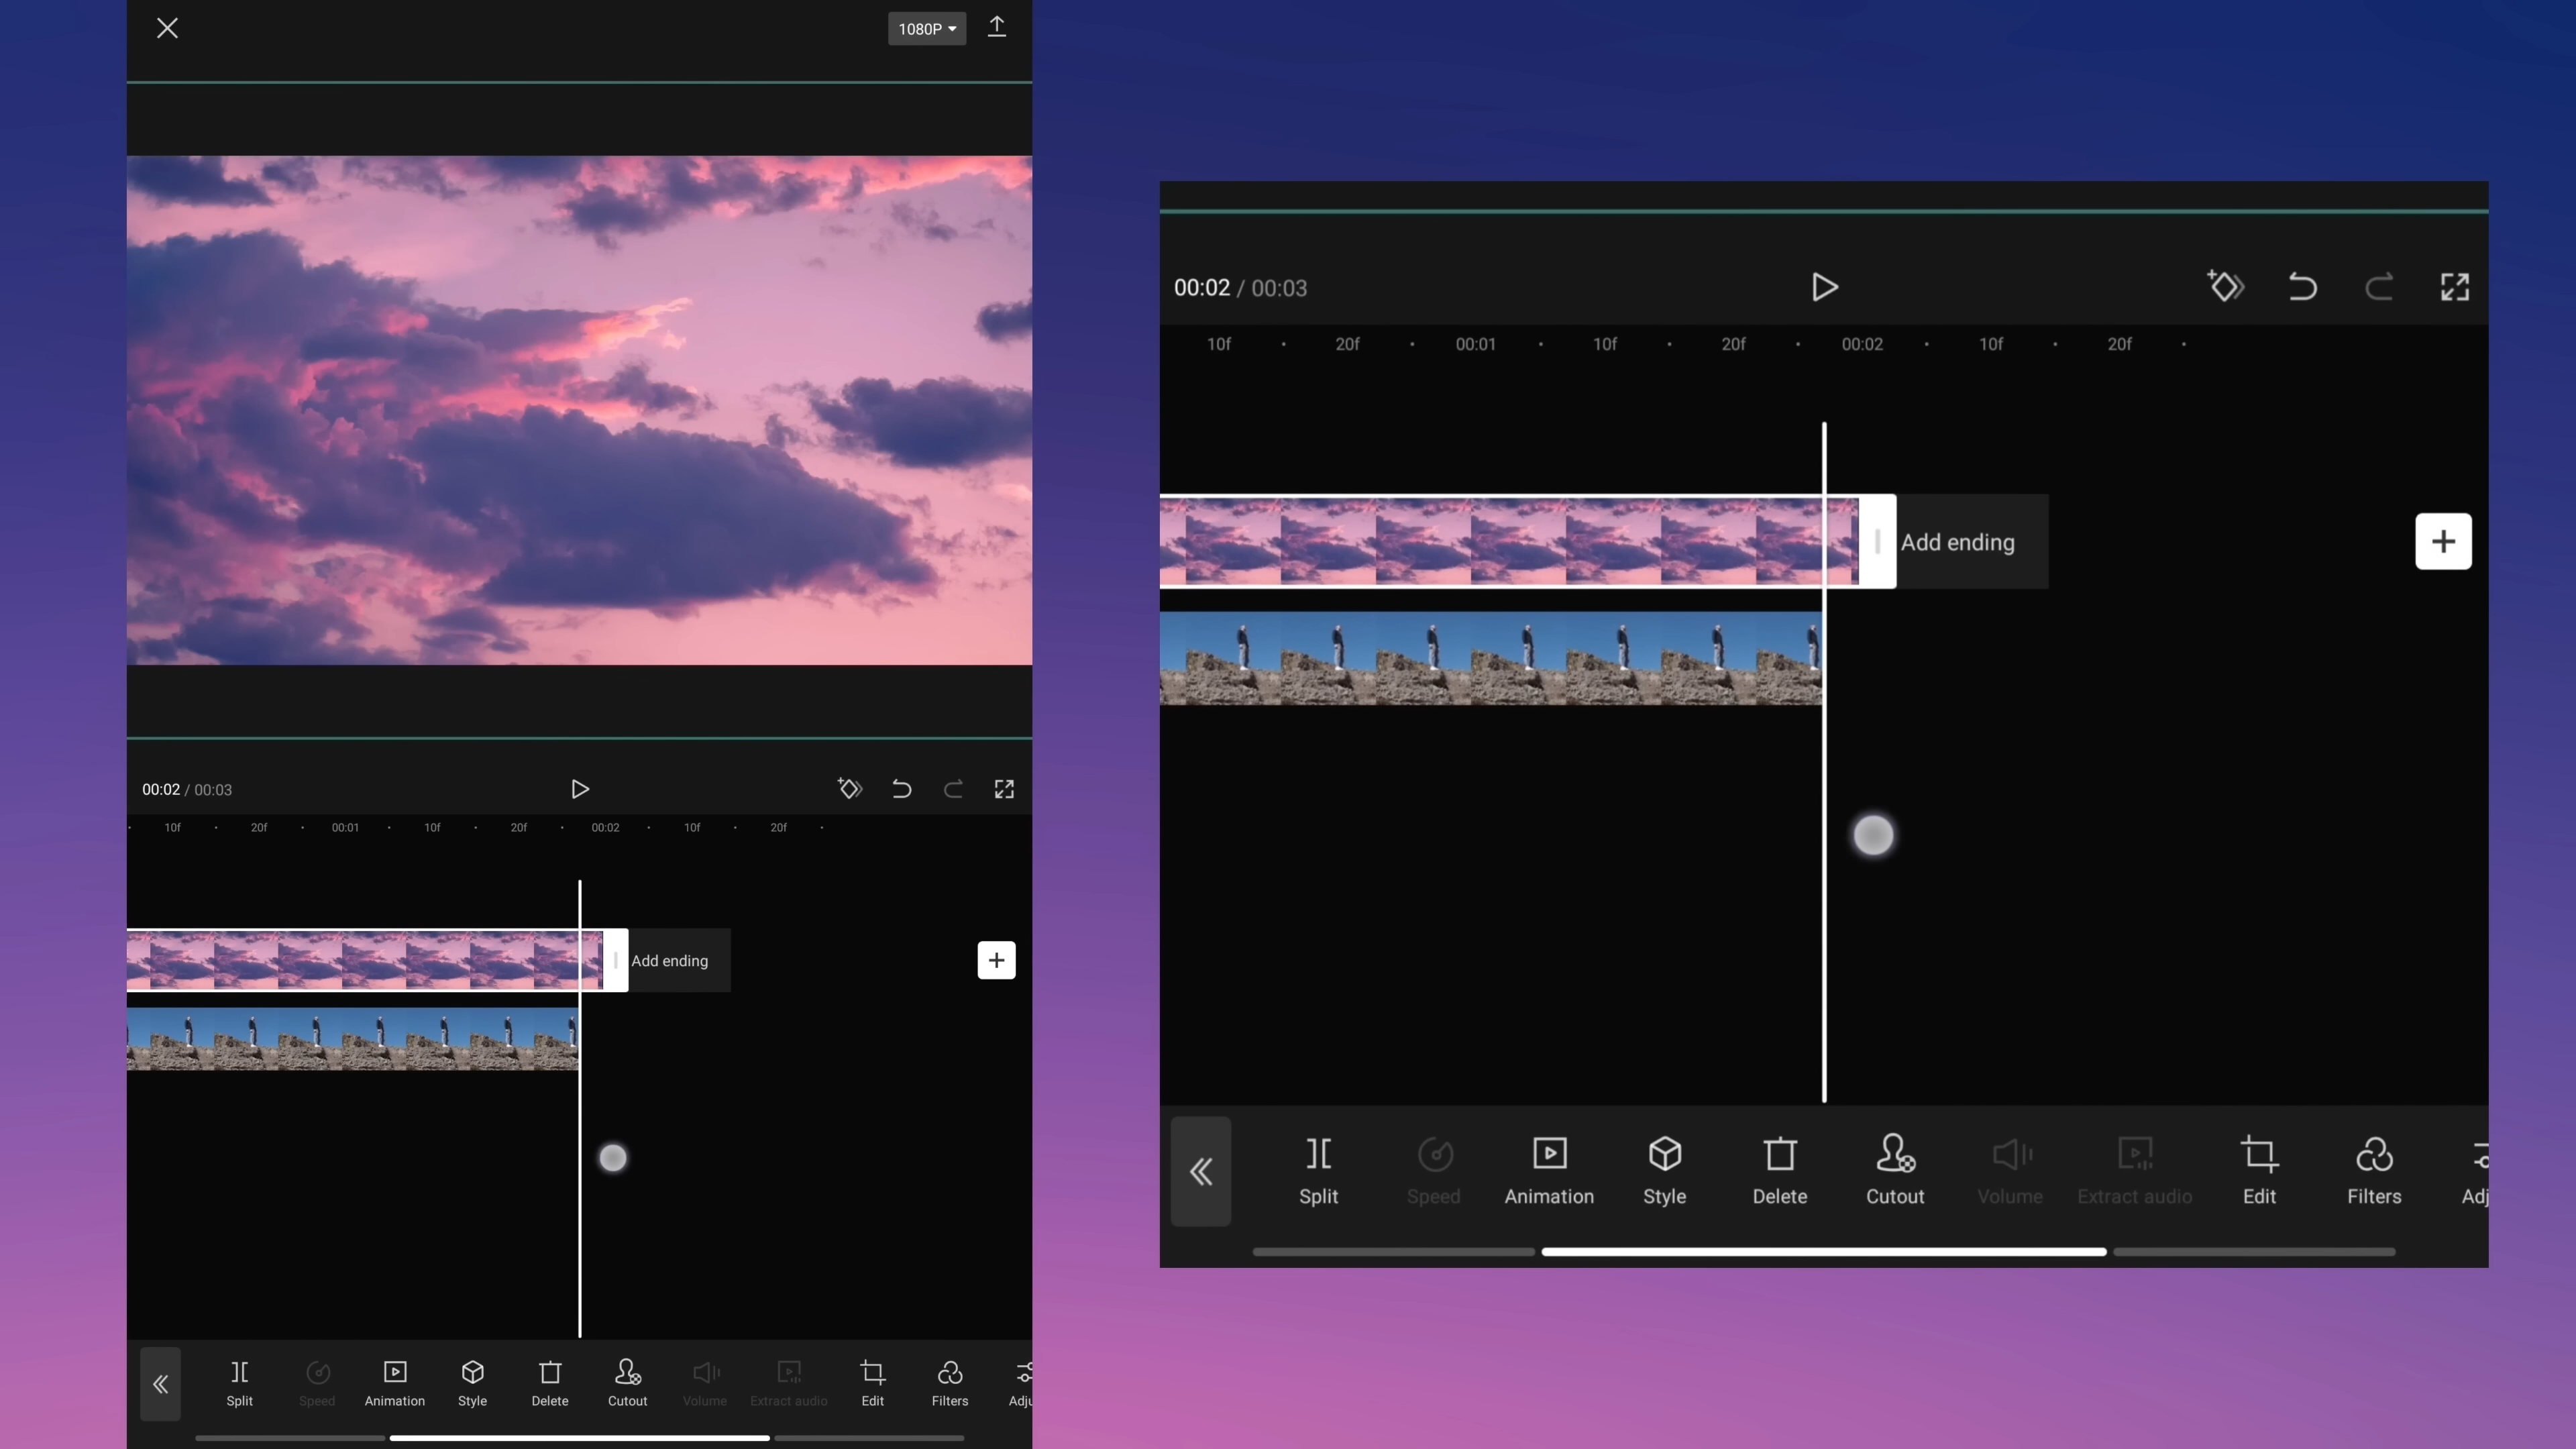 1080P
00:02 / 00:03
10f 20f 00:01 10f 20f 00:02 10f 20f
Add ending
Split Speed Animation Style Delete Cutout Volume Extract audio Edit Filters Adju
00:02 / 00:03
10f 20f 00:01 10f 20f 00:02 10f 20f
Add ending
Split Speed Animation Style Delete Cutout Volume Extract audio Edit Filters Adj